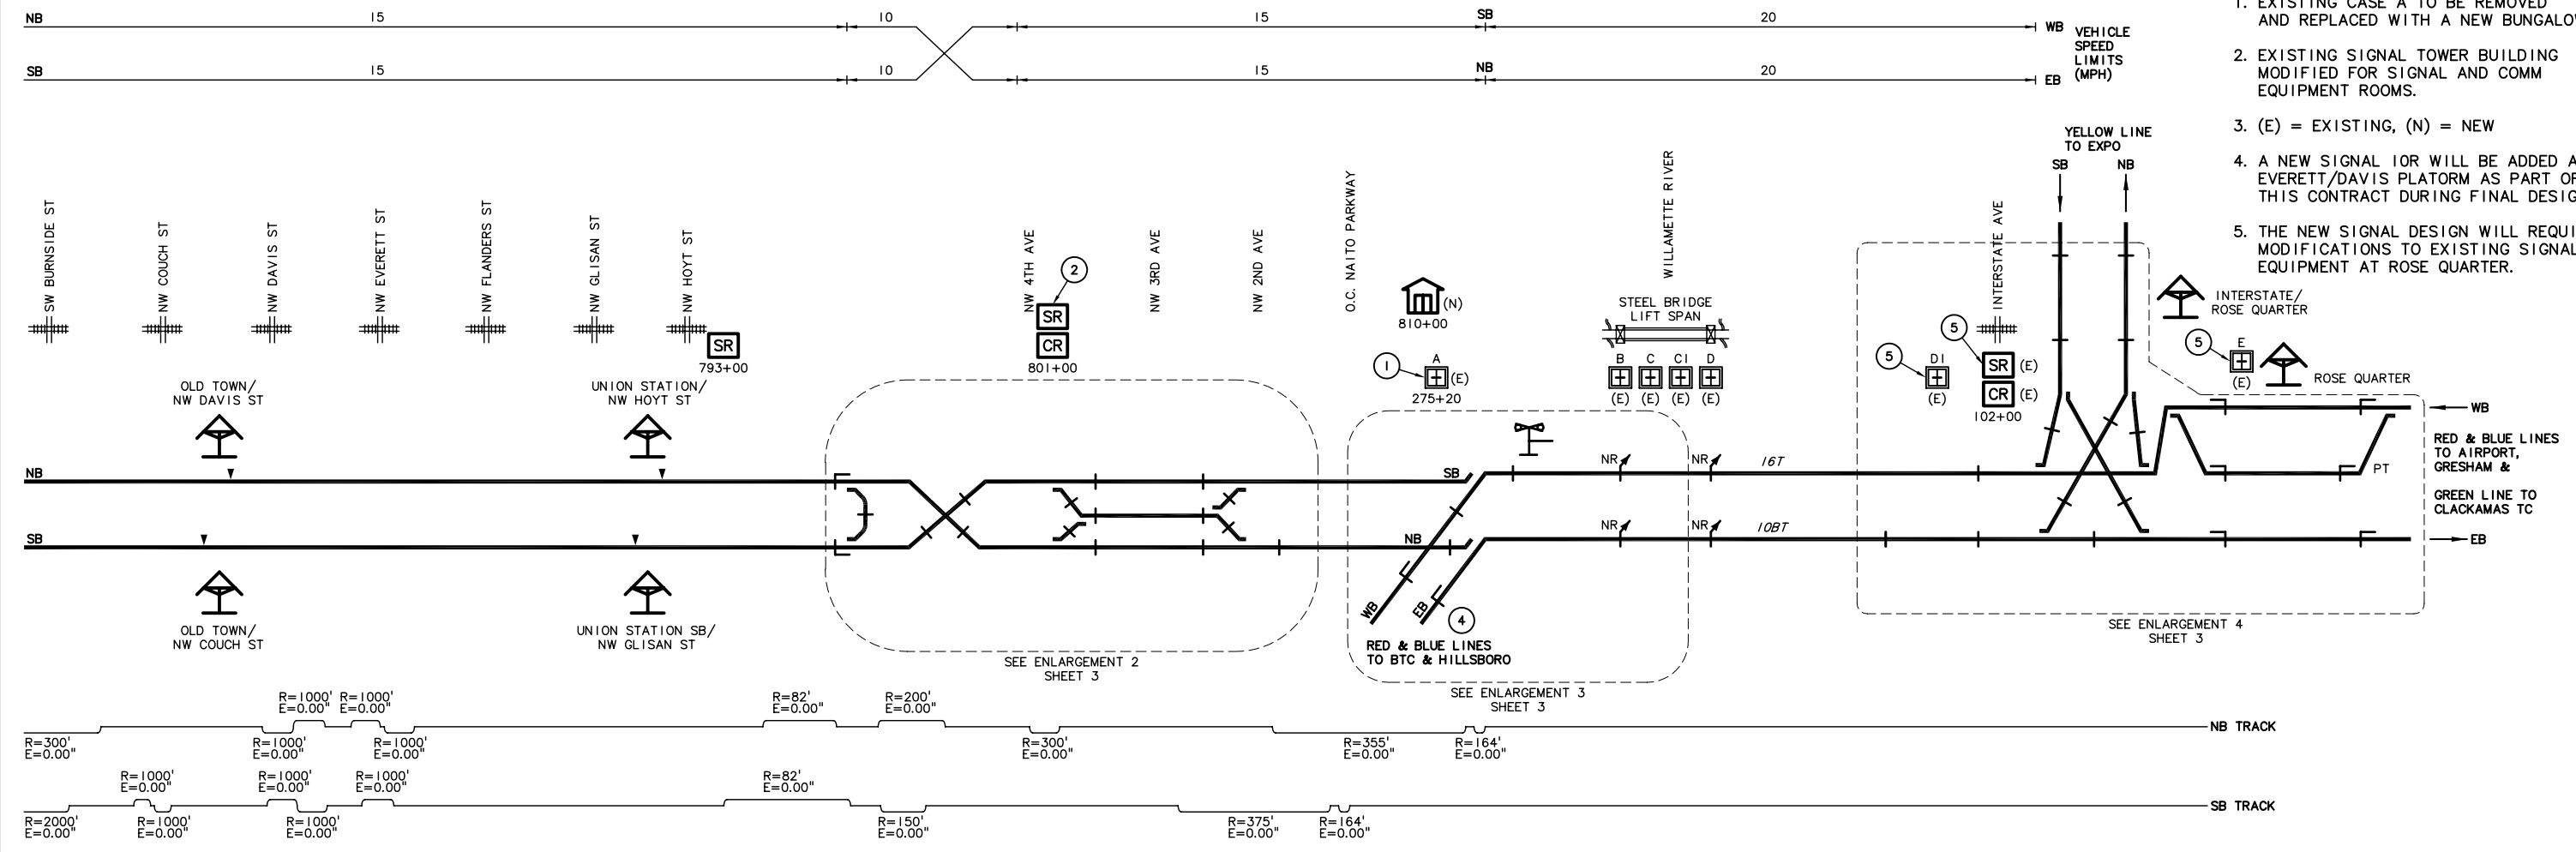 NB
15
10
15
SB
20
WB
VEHICLE
SPEED
LIMITS
(MPH)
SB
15
10
15
NB
20
EB
1. EXISTING CASE A TO BE REMOVED
AND REPLACED WITH A NEW BUNGALO
2. EXISTING SIGNAL TOWER BUILDING
MODIFIED FOR SIGNAL AND COMM
EQUIPMENT ROOMS.
3. (E) = EXISTING, (N) = NEW
4. A NEW SIGNAL 10R WILL BE ADDED A
EVERETT/DAVIS PLATORM AS PART OF
THIS CONTRACT DURING FINAL DESIG
5. THE NEW SIGNAL DESIGN WILL REQUI
MODIFICATIONS TO EXISTING SIGNAL
EQUIPMENT AT ROSE QUARTER.
YELLOW LINE
TO EXPO
SB
NB
SW BURNSIDE ST
NW COUCH ST
NW DAVIS ST
NW EVERETT ST
NW FLANDERS ST
NW GLISAN ST
NW HOYT ST
NW 4TH AVE
NW 3RD AVE
NW 2ND AVE
O.C. NAITO PARKWAY
WILLAMETTE RIVER
INTERSTATE AVE
SR
793+00
2
SR
CR
801+00
(N)
810+00
1
A
(E)
275+20
STEEL BRIDGE
LIFT SPAN
B
C
C1
D
(E)
(E)
(E)
(E)
5
D1
(E)
5
SR
(E)
CR
(E)
102+00
INTERSTATE/
ROSE QUARTER
5
E
(E)
ROSE QUARTER
OLD TOWN/
NW DAVIS ST
UNION STATION/
NW HOYT ST
NB
SB
SB
NB
NR
NR
16T
NR
NR
10BT
WB
RED & BLUE LINES
TO AIRPORT,
GRESHAM &
PT
GREEN LINE TO
CLACKAMAS TC
EB
OLD TOWN/
NW COUCH ST
UNION STATION SB/
NW GLISAN ST
WB
EB
4
RED & BLUE LINES
TO BTC & HILLSBORO
SEE ENLARGEMENT 2
SHEET 3
SEE ENLARGEMENT 3
SHEET 3
SEE ENLARGEMENT 4
SHEET 3
R=1000'
E=0.00"
R=1000'
E=0.00"
R=82'
E=0.00"
R=200'
E=0.00"
NB TRACK
R=300'
E=0.00"
R=1000'
E=0.00"
R=1000'
E=0.00"
R=300'
E=0.00"
R=355'
E=0.00"
R=164'
E=0.00"
R=1000'
E=0.00"
R=1000'
E=0.00"
R=1000'
E=0.00"
R=82'
E=0.00"
SB TRACK
R=2000'
E=0.00"
R=1000'
E=0.00"
R=1000'
E=0.00"
R=150'
E=0.00"
R=375'
E=0.00"
R=164'
E=0.00"